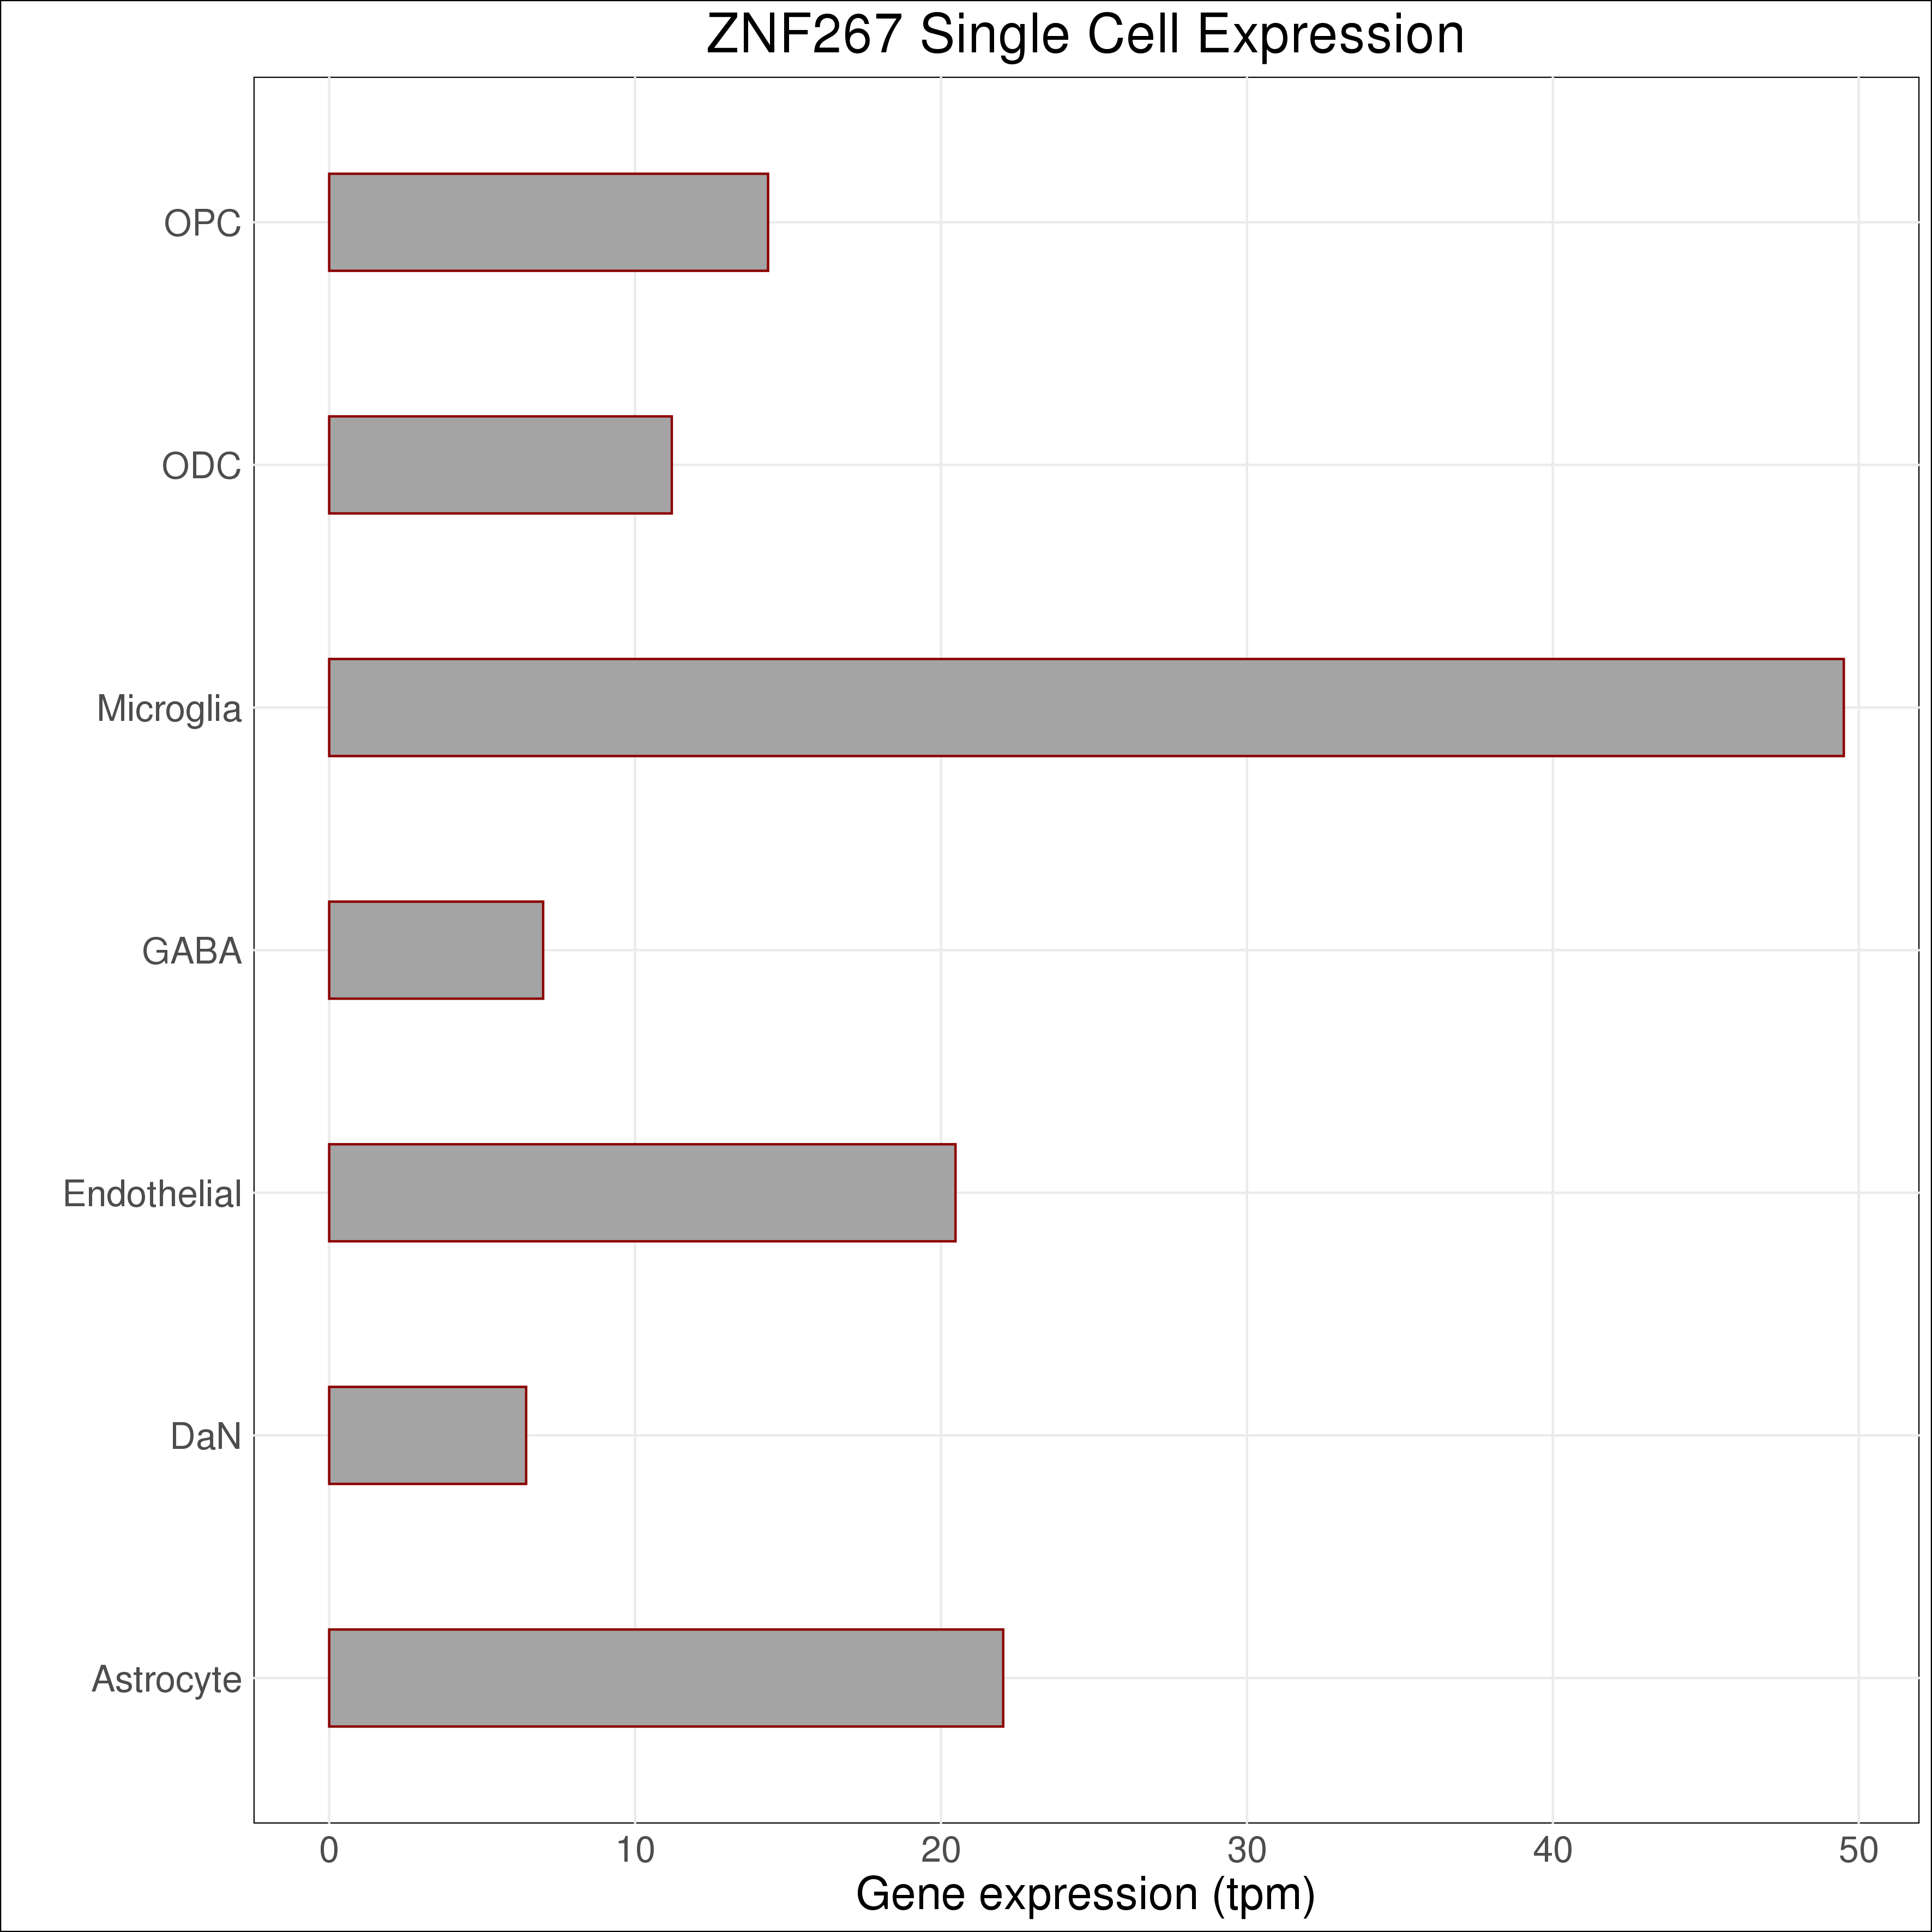 ZNF267 Single Cell Expression
OPC
ODC
Microglia
GABA
Endothelial
DaN
Astrocyte
0 10 20 30 40 50
Gene expression (tpm)